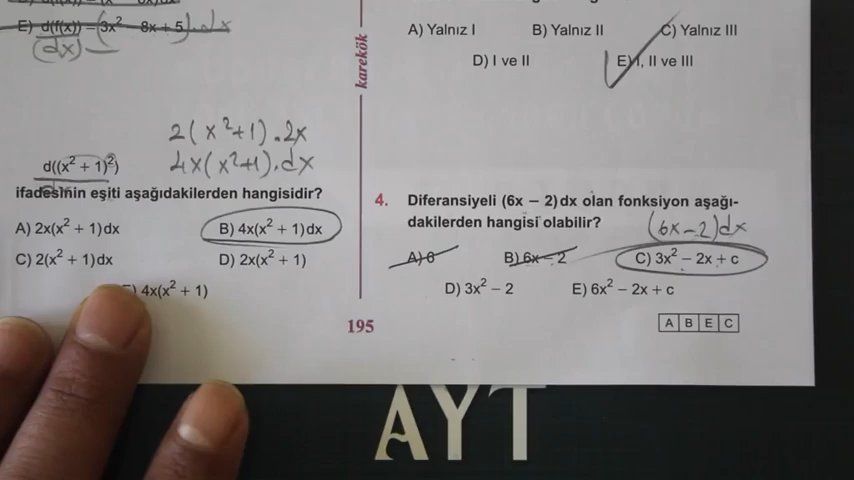 E) d(f(x)) = (3x² 8x + 5).dx
(dx)
2(x²+1).2x
4x(x²+1).dx
d((x² + 1)²)
ifadesinin eşiti aşağıdakilerden hangisidir?
A) 2x(x² + 1)dx B) 4x(x² + 1)dx
C) 2(x² + 1)dx D) 2x(x² + 1)
4x(x² + 1)
karekök
195
A) Yalnız I B) Yalnız II C) Yalnız III
D) I ve II E) I, II ve III
4. Diferansiyeli (6x − 2)dx olan fonksiyon aşağı-
dakilerden hangisi olabilir?
(6x-2)dx
A) 6 B) 6x − 2 C) 3x² − 2x + c
D) 3x² − 2 E) 6x² − 2x + c
A B E C
AYT